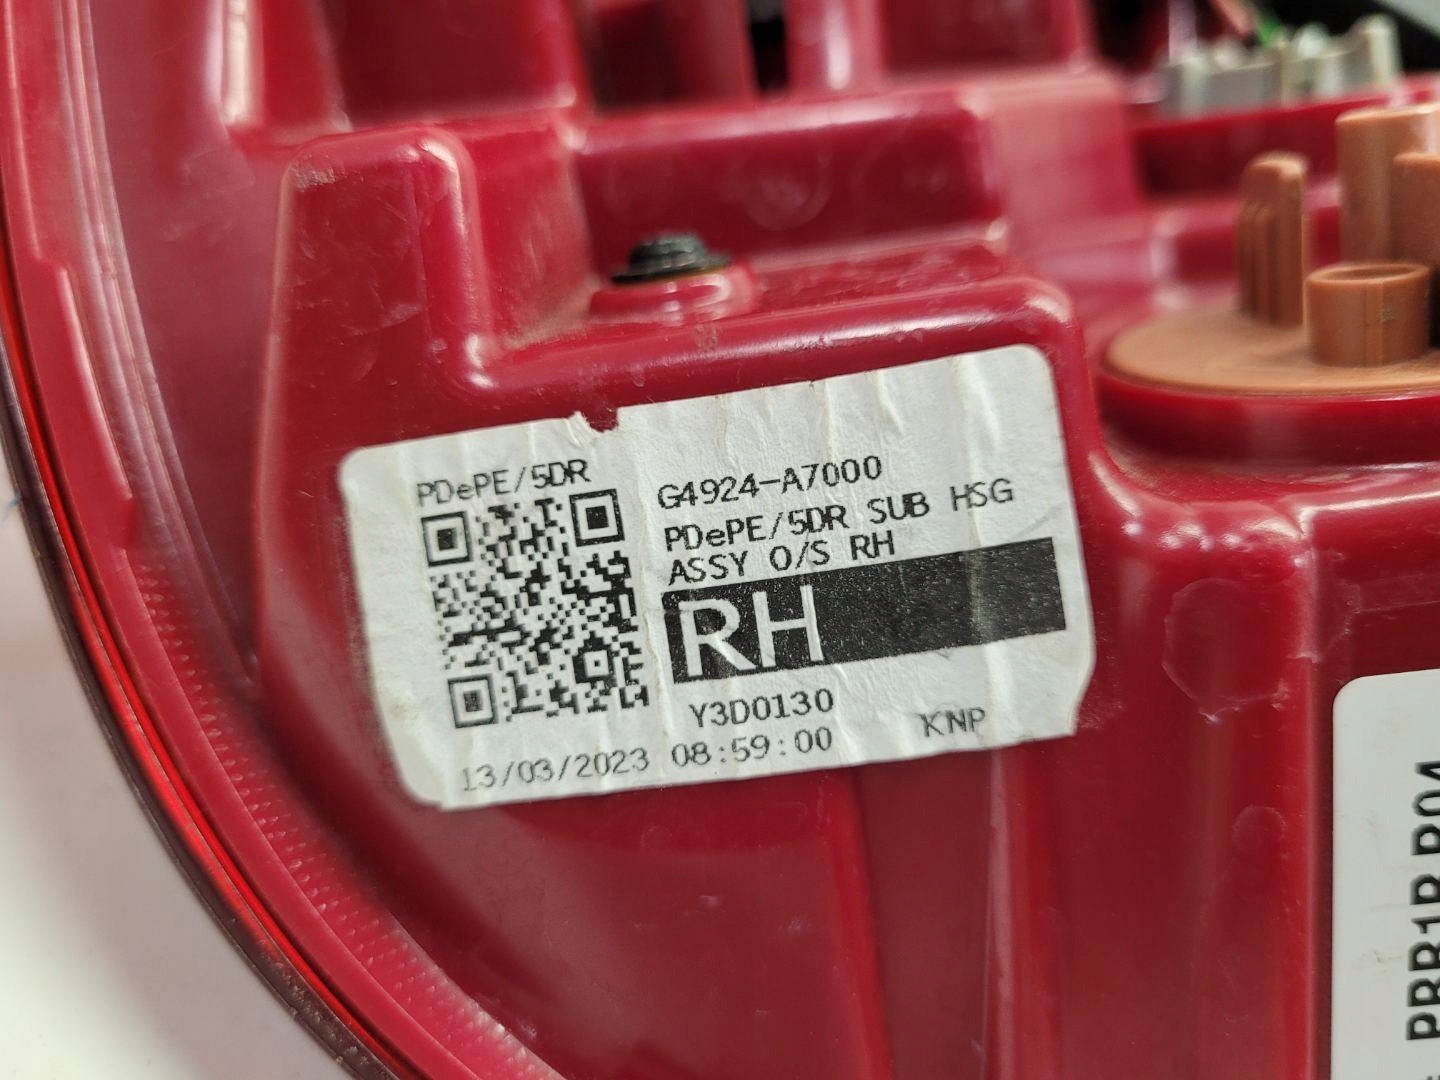 PDePE/5DR
G4924-A7000
PDePE/5DR SUB HSG
ASSY O/S RH
RH
Y3D0130
13/03/2023 08:59:00 KNP